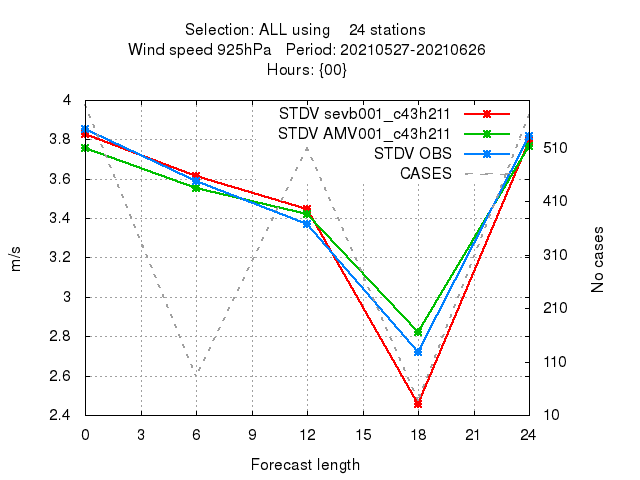 Selection: ALL using    24 stations
Wind speed 925hPa   Period: 20210527-20210626
Hours: {00}
STDV sevb001_c43h211
STDV AMV001_c43h211
STDV OBS
CASES
4
3.8
3.6
3.4
3.2
3
2.8
2.6
2.4
m/s
510
410
310
210
110
10
No cases
0 3 6 9 12 15 18 21 24
Forecast length